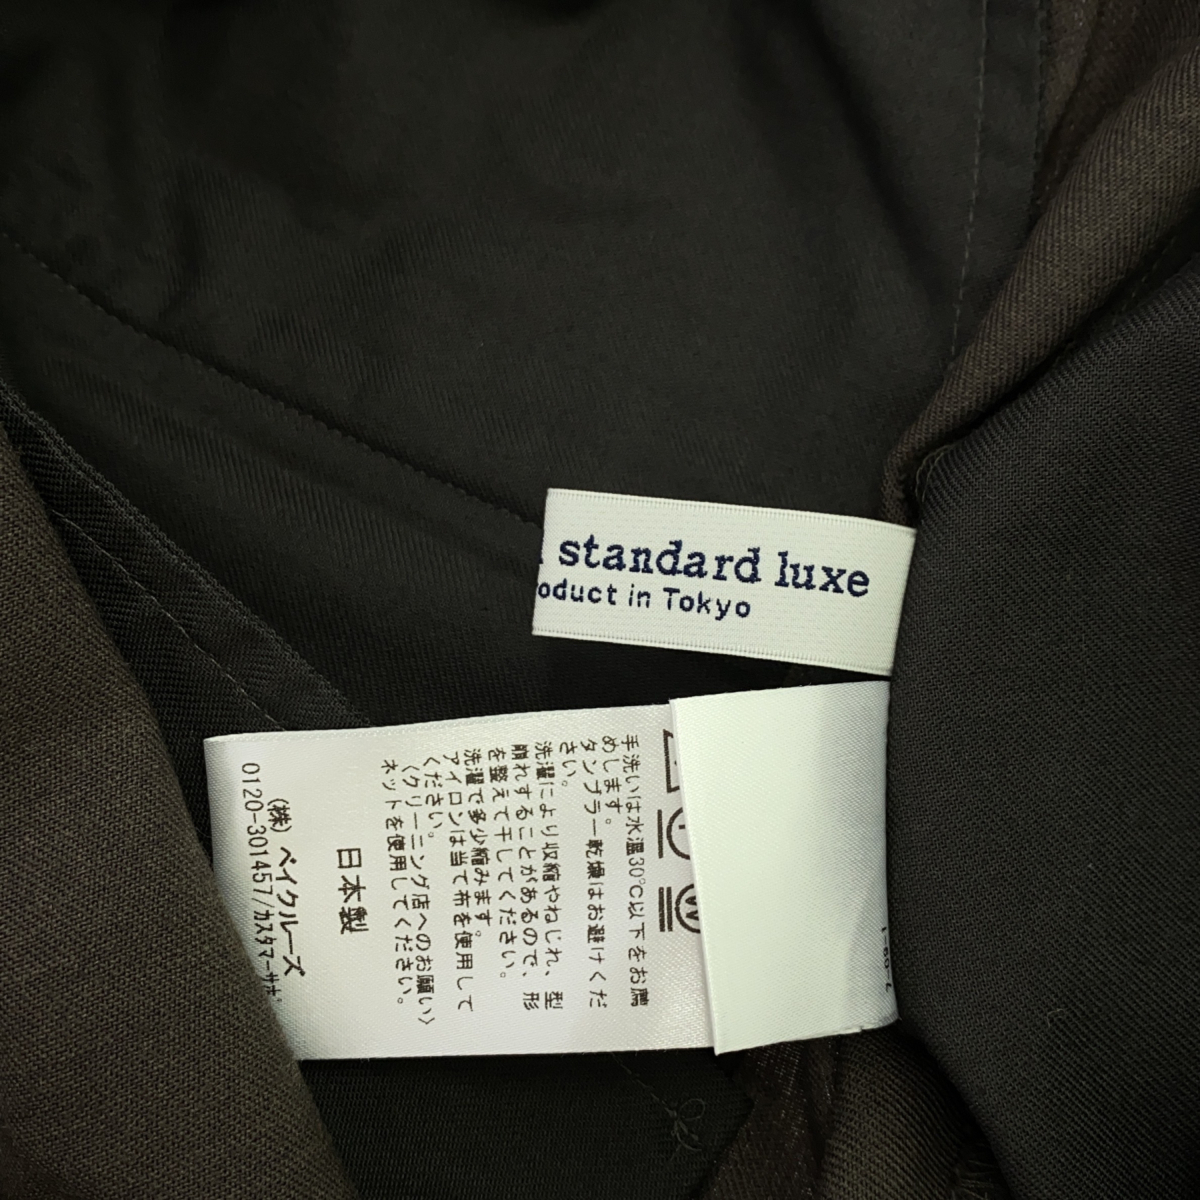 standard luxe
oduct in Tokyo
手洗いは水温30℃以下をお薦
めします。
タンブラー乾燥はお避けくだ
さい。
洗濯により収縮やねじれ、型
崩れすることがあるので、形
を整えて干してください。
洗濯で多少縮みます。
アイロンは当て布を使用して
ください。
〈クリーニング店へのお願い〉
ネットを使用してください。
日本製
(株) ベイクルーズ
0120-301457/カスタマーサポ